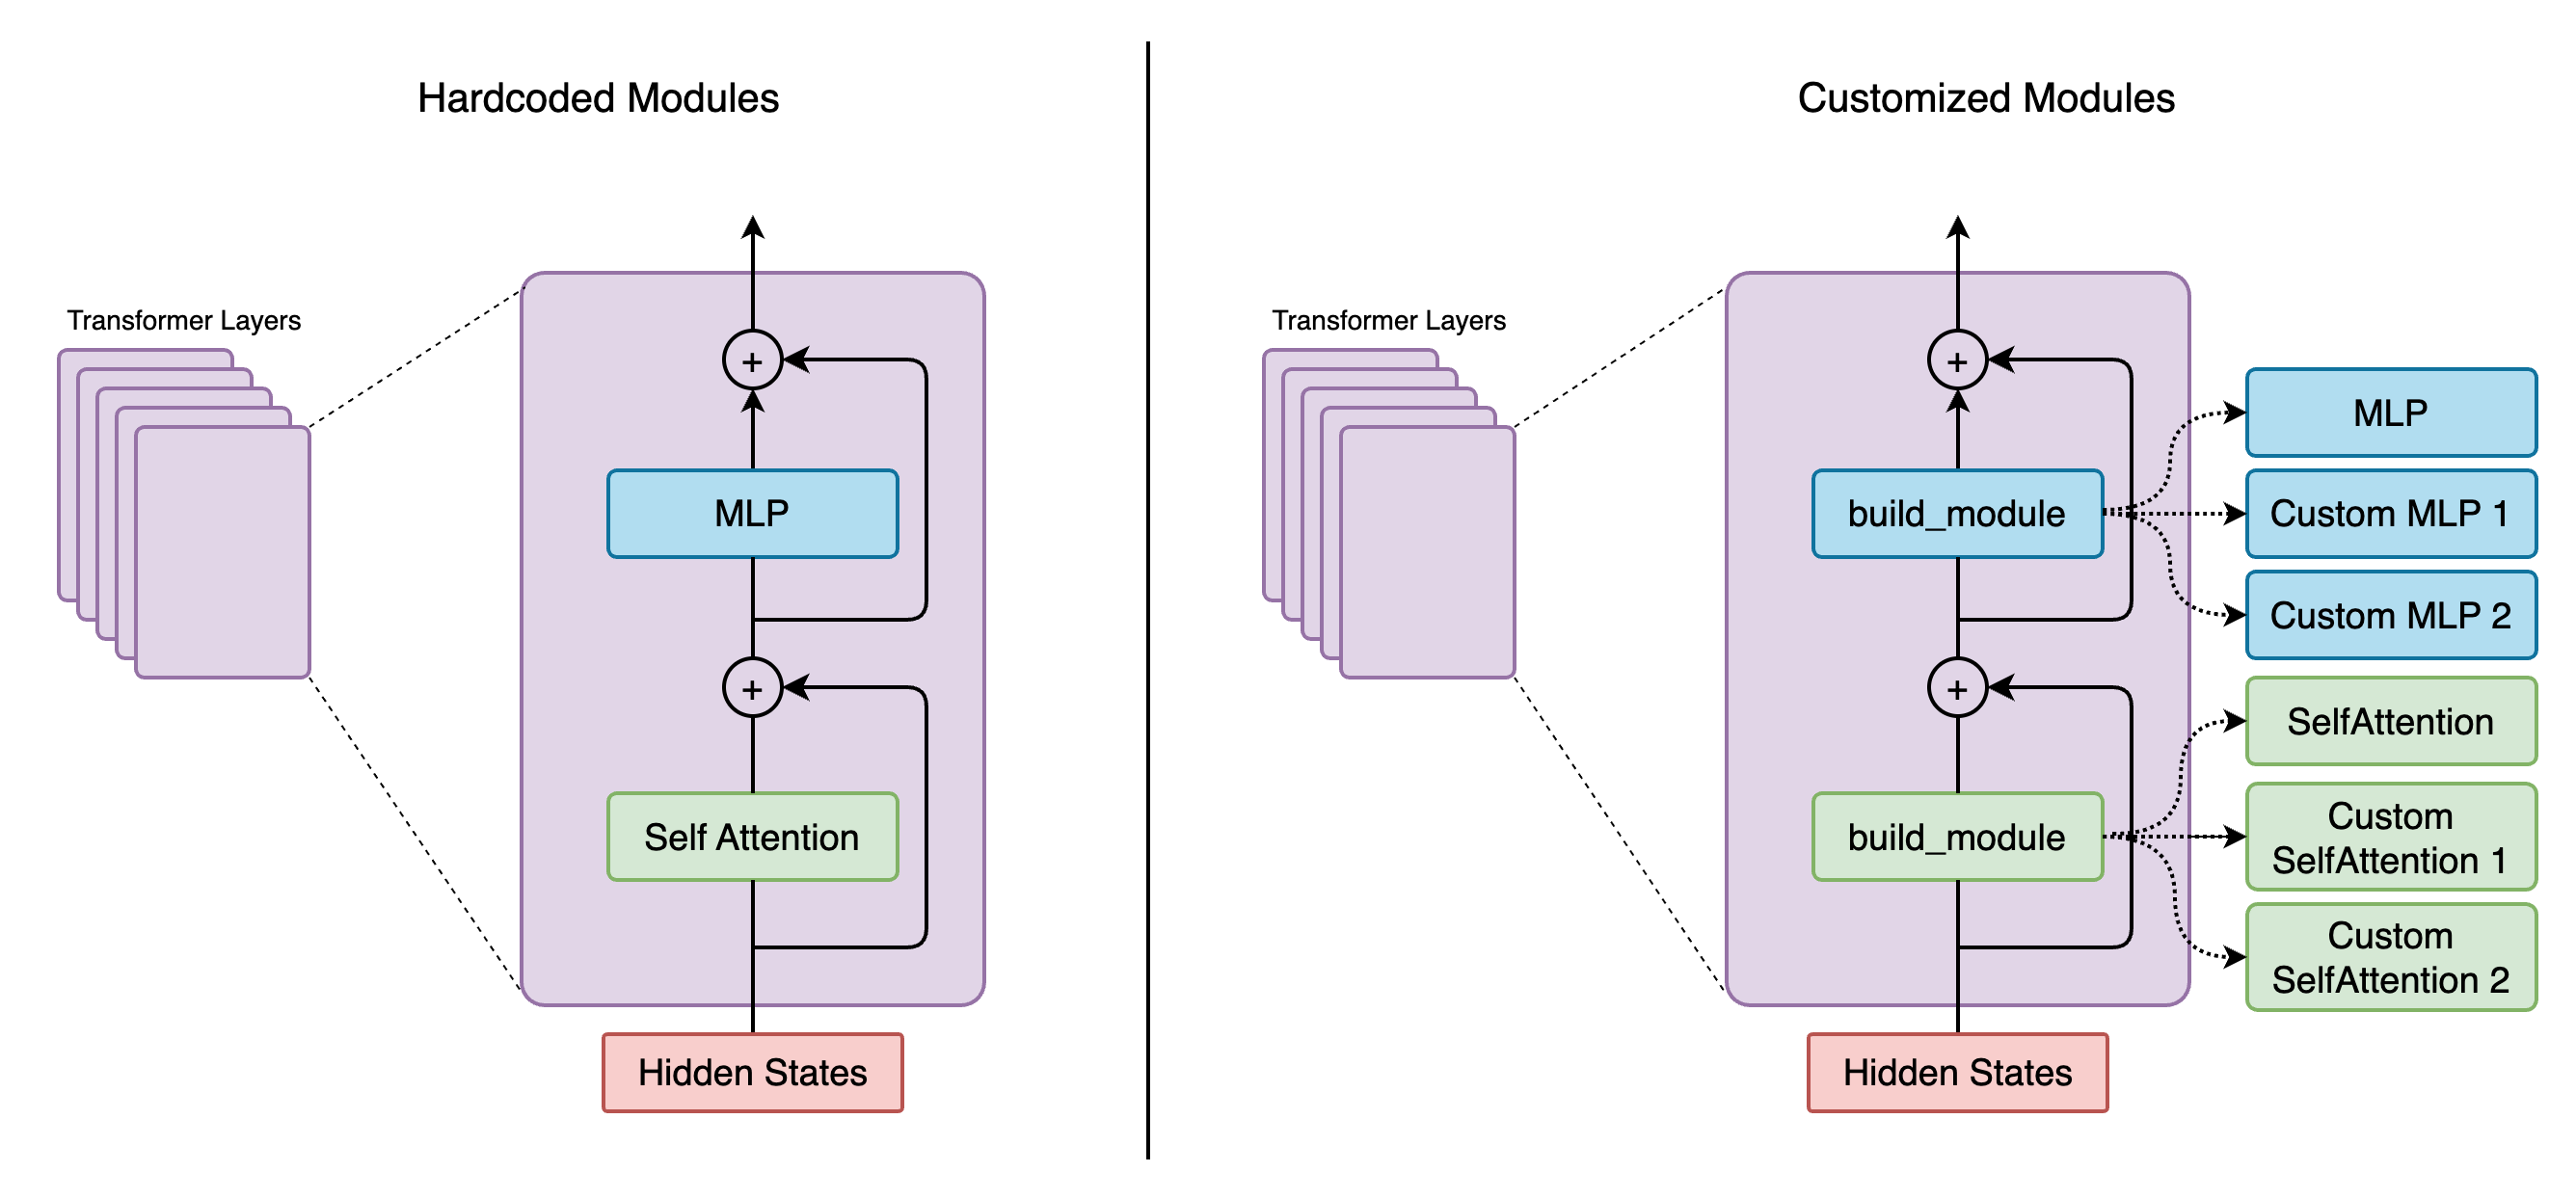 Hardcoded Modules
Transformer Layers
+
MLP
+
Self Attention
Hidden States
Customized Modules
Transformer Layers
+
build_module
+
build_module
Hidden States
MLP
Custom MLP 1
Custom MLP 2
SelfAttention
Custom
SelfAttention 1
Custom
SelfAttention 2